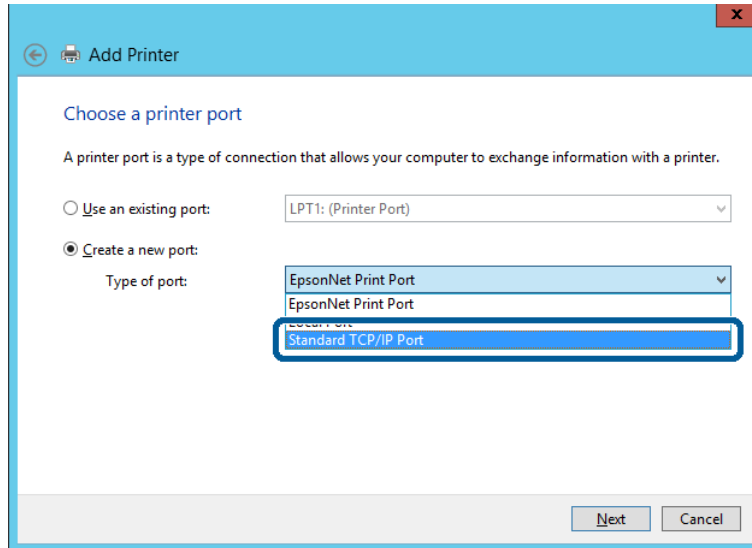 x
Add Printer
Choose a printer port
A printer port is a type of connection that allows your computer to exchange information with a printer.
Use an existing port: LPT1: (Printer Port)
Create a new port:
Type of port: EpsonNet Print Port
EpsonNet Print Port
Local Port
Standard TCP/IP Port
Next Cancel